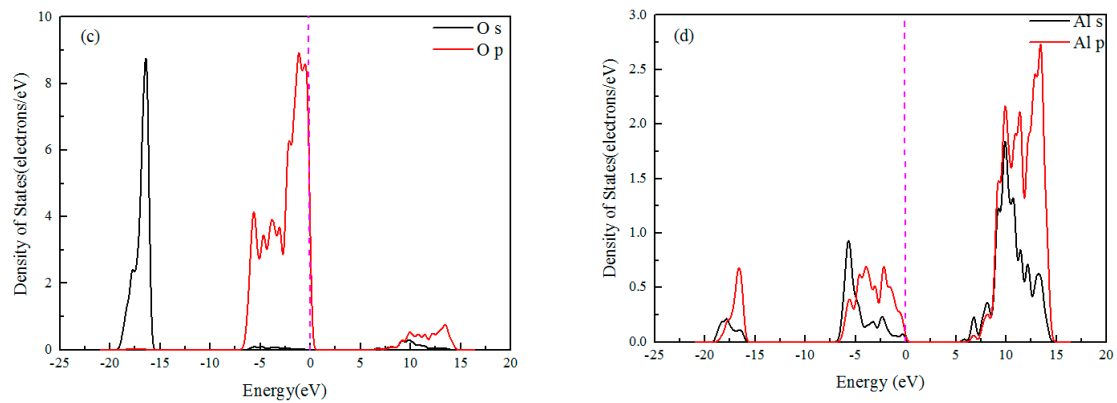 (c)
O s
O p
10
8
6
4
2
0
-25 -20 -15 -10 -5 0 5 10 15 20
Density of States(electrons/eV)
Energy(eV)
(d)
Al s
Al p
3.0
2.5
2.0
1.5
1.0
0.5
0.0
-25 -20 -15 -10 -5 0 5 10 15 20
Density of States(electrons/eV)
Energy (eV)